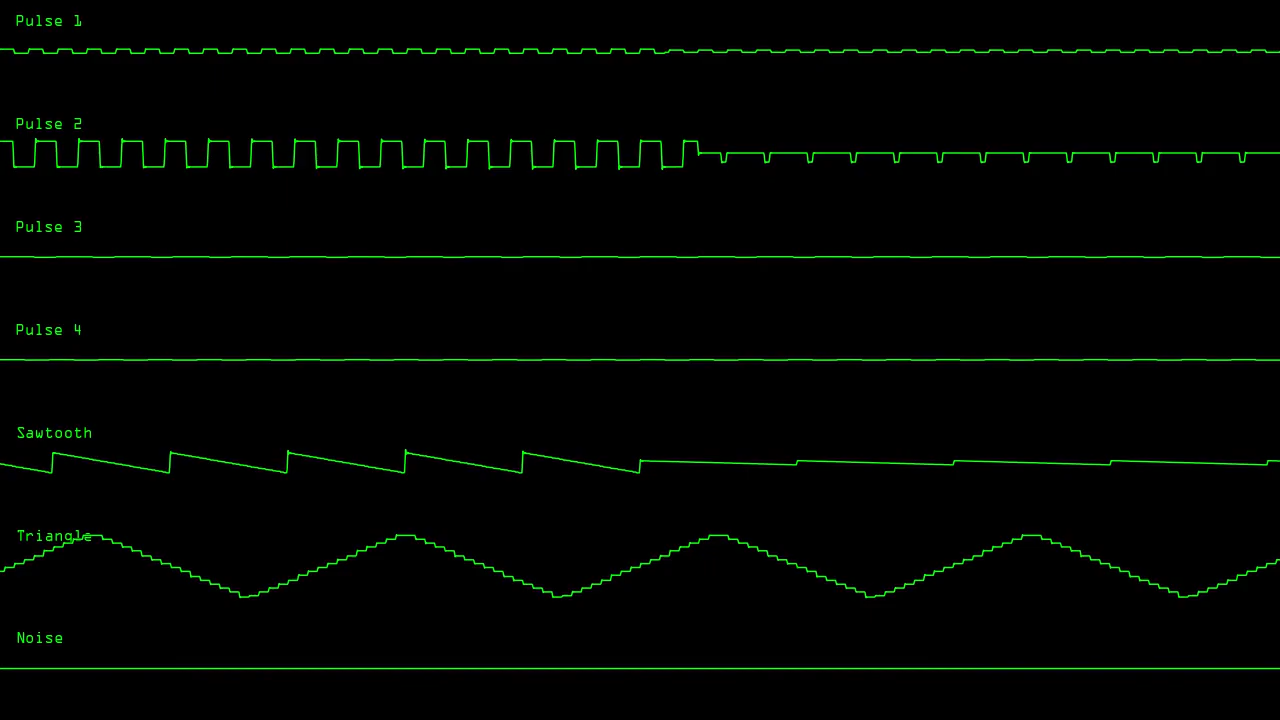 Pulse 1
Pulse 2
Pulse 3
Pulse 4
Sawtooth
Triangle
Noise